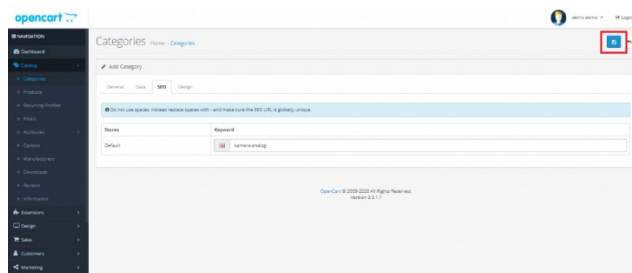 opencart
demo demo
Logo
NAVIGATION
Dashboard
Catalog
Categories
Products
Recurring Profiles
Filters
Attributes
Options
Manufacturers
Downloads
Reviews
Information
Extensions
Design
Sales
Customers
Marketing
Categories Home Categories
Add Category
General Data SEO Design
Do not use spaces, instead replace spaces with - and make sure the SEO URL is globally unique.
Stores Keyword
Default kamera-analog
OpenCart © 2009-2020 All Rights Reserved.
Version 3.0.1.1